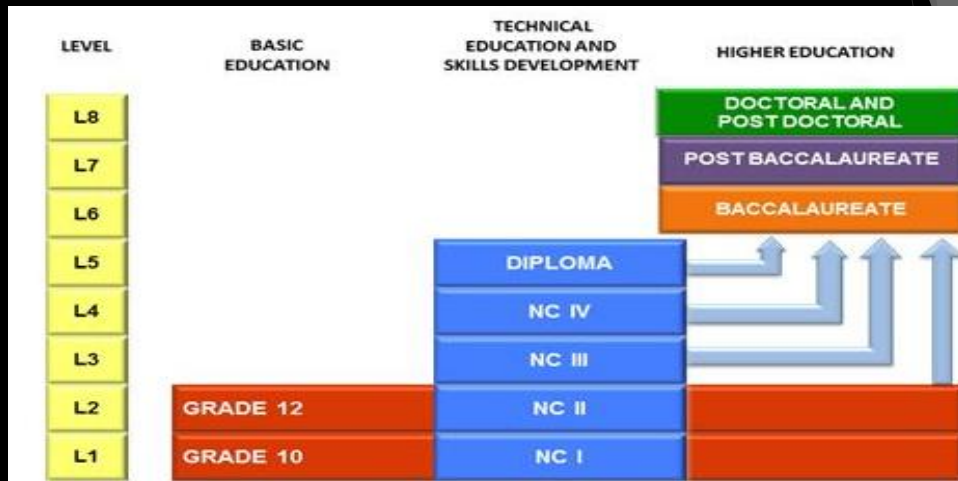 LEVEL
BASIC
EDUCATION
TECHNICAL
EDUCATION AND
SKILLS DEVELOPMENT
HIGHER EDUCATION
L8
DOCTORAL AND
POST DOCTORAL
L7
POST BACCALAUREATE
L6
BACCALAUREATE
L5
DIPLOMA
L4
NC IV
L3
NC III
L2
GRADE 12
NC II
L1
GRADE 10
NC I